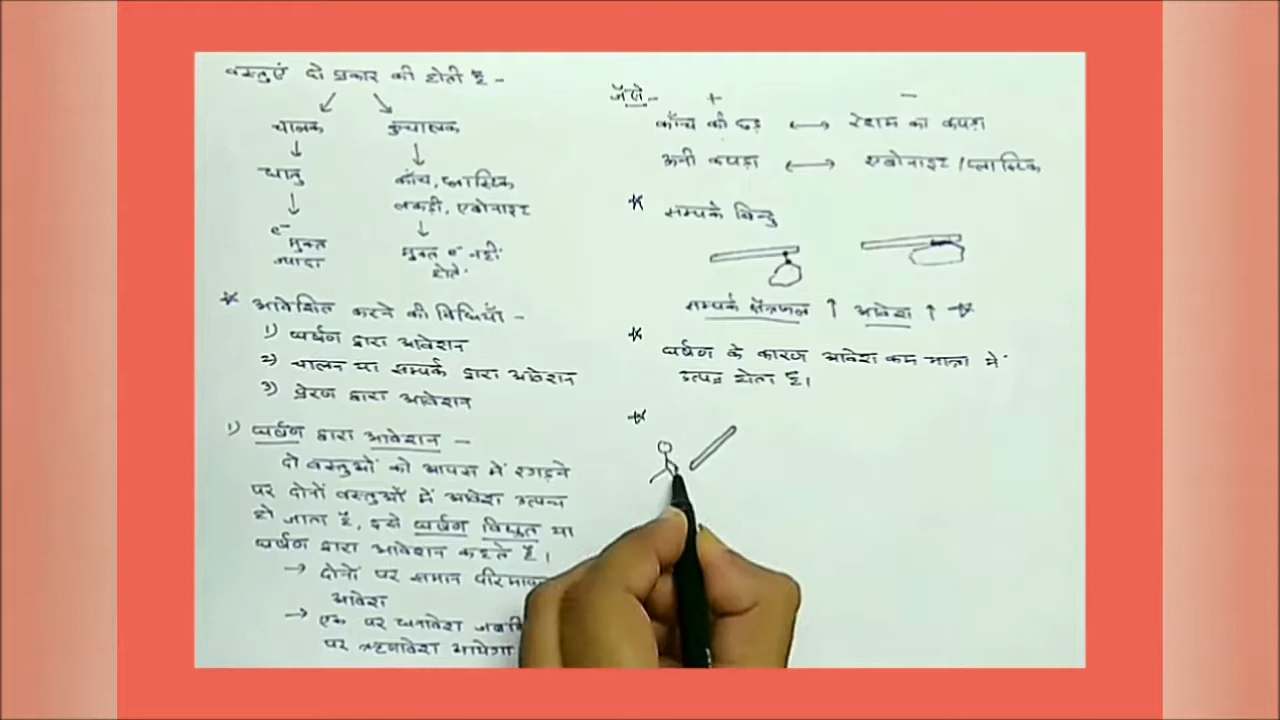 वस्तुएं दो प्रकार की होती है -
चालक
कुचालक
धातु
काँच, प्लास्टिक
लकड़ी, एबोनाइट
e⁻
मुक्त
ज्यादा
मुक्त e⁻ नहीं
होते
* आवेशित करने की विधियाँ -
1) घर्षण द्वारा आवेशन
2) चालन या सम्पर्क द्वारा आवेशन
3) प्रेरण द्वारा आवेशन
1) घर्षण द्वारा आवेशन -
दो वस्तुओं को आपस में रगड़ने
पर दोनों वस्तुओं में आवेश उत्पन्न
हो जाता है, इसे घर्षण विद्युत या
घर्षण द्वारा आवेशन कहते है।
→ दोनों पर समान
आवेश
→ एक पर धनावेश
पर ऋणावेश आयेगा
जैसे - + -
काँच की छड़ ↔ रेशम का कपड़ा
ऊनी कपड़ा ↔ एबोनाइट/प्लास्टिक
* सम्पर्क बिन्दु
सम्पर्क क्षेत्रफल ↑ आवेश ↑ *
* घर्षण के कारण आवेश कम मात्रा में
उत्पन्न होता है।
*